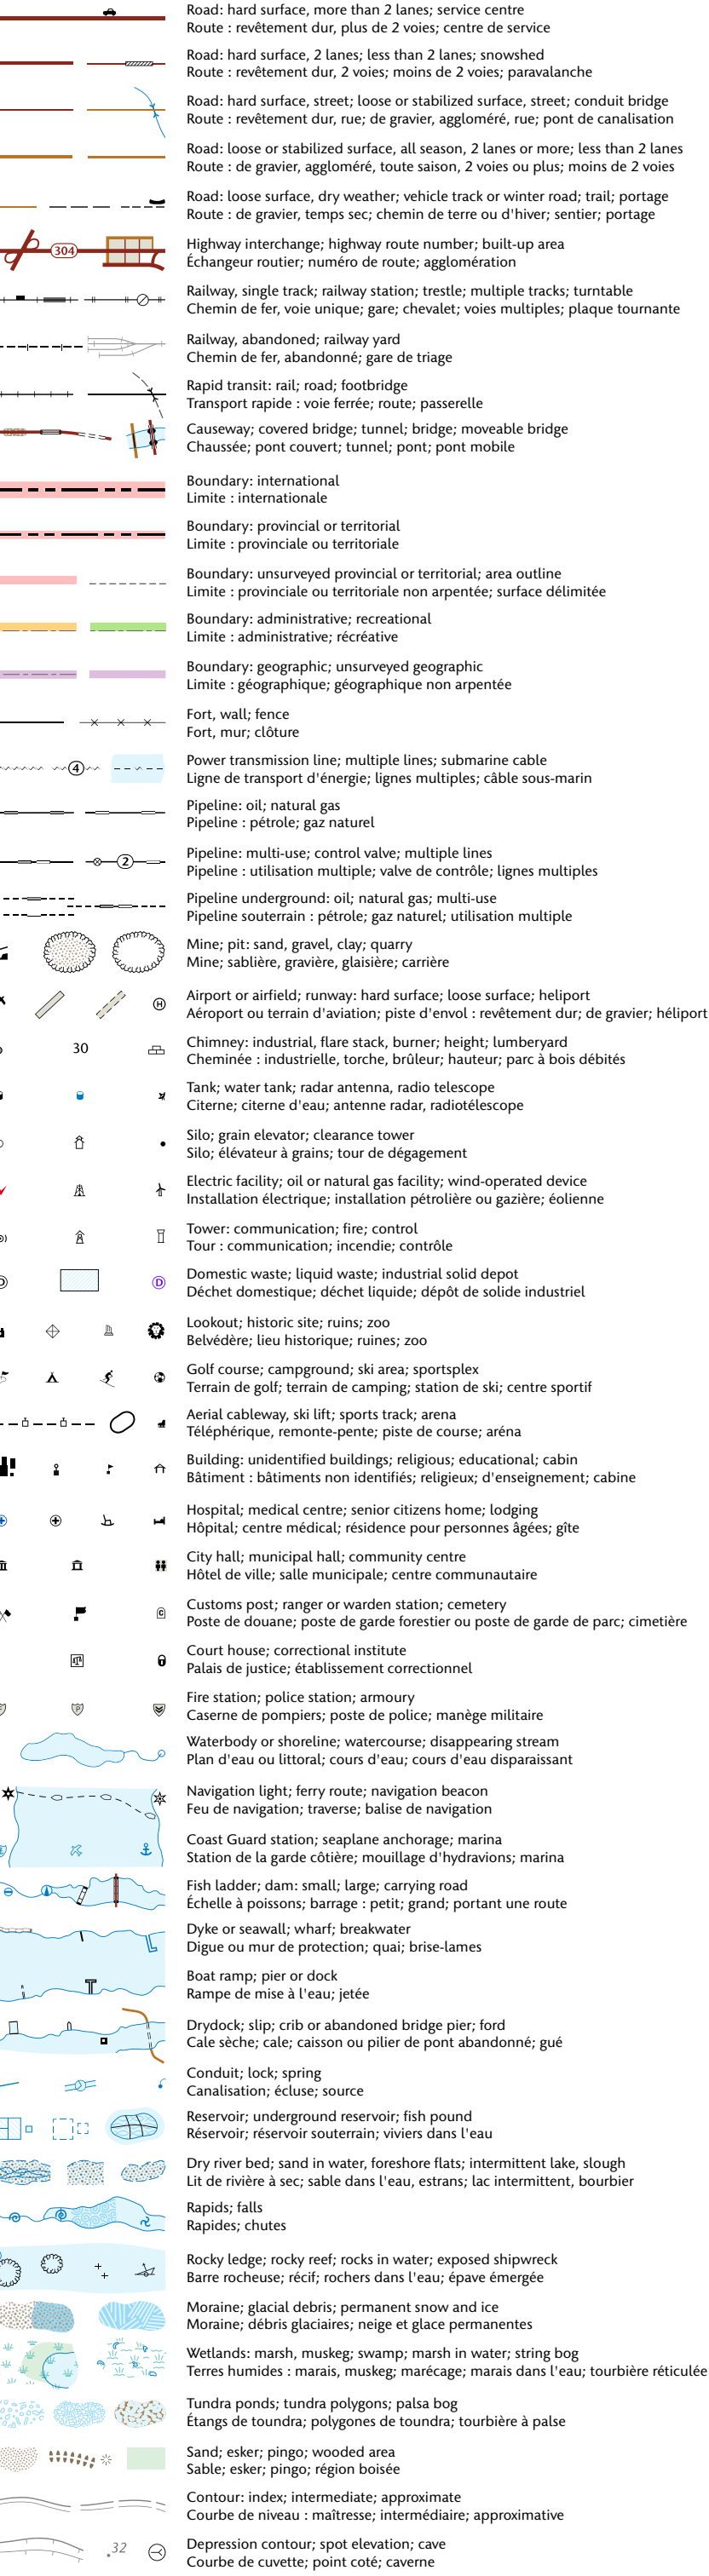 Road: hard surface, more than 2 lanes; service centre
Route : revêtement dur, plus de 2 voies; centre de service
Road: hard surface, 2 lanes; less than 2 lanes; snowshed
Route : revêtement dur, 2 voies; moins de 2 voies; paravalanche
Road: hard surface, street; loose or stabilized surface, street; conduit bridge
Route : revêtement dur, rue; de gravier, aggloméré, rue; pont de canalisation
Road: loose or stabilized surface, all season, 2 lanes or more; less than 2 lanes
Route : de gravier, aggloméré, toute saison, 2 voies ou plus; moins de 2 voies
Road: loose surface, dry weather; vehicle track or winter road; trail; portage
Route : de gravier, temps sec; chemin de terre ou d'hiver; sentier; portage
304
Highway interchange; highway route number; built-up area
Échangeur routier; numéro de route; agglomération
Railway, single track; railway station; trestle; multiple tracks; turntable
Chemin de fer, voie unique; gare; chevalet; voies multiples; plaque tournante
Railway, abandoned; railway yard
Chemin de fer, abandonné; gare de triage
Rapid transit: rail; road; footbridge
Transport rapide : voie ferrée; route; passerelle
Causeway; covered bridge; tunnel; bridge; moveable bridge
Chaussée; pont couvert; tunnel; pont; pont mobile
Boundary: international
Limite : internationale
Boundary: provincial or territorial
Limite : provinciale ou territoriale
Boundary: unsurveyed provincial or territorial; area outline
Limite : provinciale ou territoriale non arpentée; surface délimitée
Boundary: administrative; recreational
Limite : administrative; récréative
Boundary: geographic; unsurveyed geographic
Limite : géographique; géographique non arpentée
Fort, wall; fence
Fort, mur; clôture
4
Power transmission line; multiple lines; submarine cable
Ligne de transport d'énergie; lignes multiples; câble sous-marin
Pipeline: oil; natural gas
Pipeline : pétrole; gaz naturel
2
Pipeline: multi-use; control valve; multiple lines
Pipeline : utilisation multiple; valve de contrôle; lignes multiples
Pipeline underground: oil; natural gas; multi-use
Pipeline souterrain : pétrole; gaz naturel; utilisation multiple
Mine; pit: sand, gravel, clay; quarry
Mine; sablière, gravière, glaisière; carrière
H
Airport or airfield; runway: hard surface; loose surface; heliport
Aéroport ou terrain d'aviation; piste d'envol : revêtement dur; de gravier; héliport
30
Chimney: industrial, flare stack, burner; height; lumberyard
Cheminée : industrielle, torche, brûleur; hauteur; parc à bois débités
Tank; water tank; radar antenna, radio telescope
Citerne; citerne d'eau; antenne radar, radiotélescope
Silo; grain elevator; clearance tower
Silo; élévateur à grains; tour de dégagement
Electric facility; oil or natural gas facility; wind-operated device
Installation électrique; installation pétrolière ou gazière; éolienne
Tower: communication; fire; control
Tour : communication; incendie; contrôle
D
Domestic waste; liquid waste; industrial solid depot
Déchet domestique; déchet liquide; dépôt de solide industriel
Lookout; historic site; ruins; zoo
Belvédère; lieu historique; ruines; zoo
Golf course; campground; ski area; sportsplex
Terrain de golf; terrain de camping; station de ski; centre sportif
Aerial cableway, ski lift; sports track; arena
Téléphérique, remonte-pente; piste de course; aréna
Building: unidentified buildings; religious; educational; cabin
Bâtiment : bâtiments non identifiés; religieux; d'enseignement; cabine
Hospital; medical centre; senior citizens home; lodging
Hôpital; centre médical; résidence pour personnes âgées; gîte
City hall; municipal hall; community centre
Hôtel de ville; salle municipale; centre communautaire
C
Customs post; ranger or warden station; cemetery
Poste de douane; poste de garde forestier ou poste de garde de parc; cimetière
Court house; correctional institute
Palais de justice; établissement correctionnel
P
Fire station; police station; armoury
Caserne de pompiers; poste de police; manège militaire
Waterbody or shoreline; watercourse; disappearing stream
Plan d'eau ou littoral; cours d'eau; cours d'eau disparaissant
Navigation light; ferry route; navigation beacon
Feu de navigation; traverse; balise de navigation
Coast Guard station; seaplane anchorage; marina
Station de la garde côtière; mouillage d'hydravions; marina
Fish ladder; dam: small; large; carrying road
Échelle à poissons; barrage : petit; grand; portant une route
Dyke or seawall; wharf; breakwater
Digue ou mur de protection; quai; brise-lames
Boat ramp; pier or dock
Rampe de mise à l'eau; jetée
Drydock; slip; crib or abandoned bridge pier; ford
Cale sèche; cale; caisson ou pilier de pont abandonné; gué
Conduit; lock; spring
Canalisation; écluse; source
Reservoir; underground reservoir; fish pound
Réservoir; réservoir souterrain; viviers dans l'eau
Dry river bed; sand in water, foreshore flats; intermittent lake, slough
Lit de rivière à sec; sable dans l'eau, estrans; lac intermittent, bourbier
Rapids; falls
Rapides; chutes
Rocky ledge; rocky reef; rocks in water; exposed shipwreck
Barre rocheuse; récif; rochers dans l'eau; épave émergée
Moraine; glacial debris; permanent snow and ice
Moraine; débris glaciaires; neige et glace permanentes
Wetlands: marsh, muskeg; swamp; marsh in water; string bog
Terres humides : marais, muskeg; marécage; marais dans l'eau; tourbière réticulée
Tundra ponds; tundra polygons; palsa bog
Étangs de toundra; polygones de toundra; tourbière à palse
Sand; esker; pingo; wooded area
Sable; esker; pingo; région boisée
Contour: index; intermediate; approximate
Courbe de niveau : maîtresse; intermédiaire; approximative
.32
Depression contour; spot elevation; cave
Courbe de cuvette; point coté; caverne